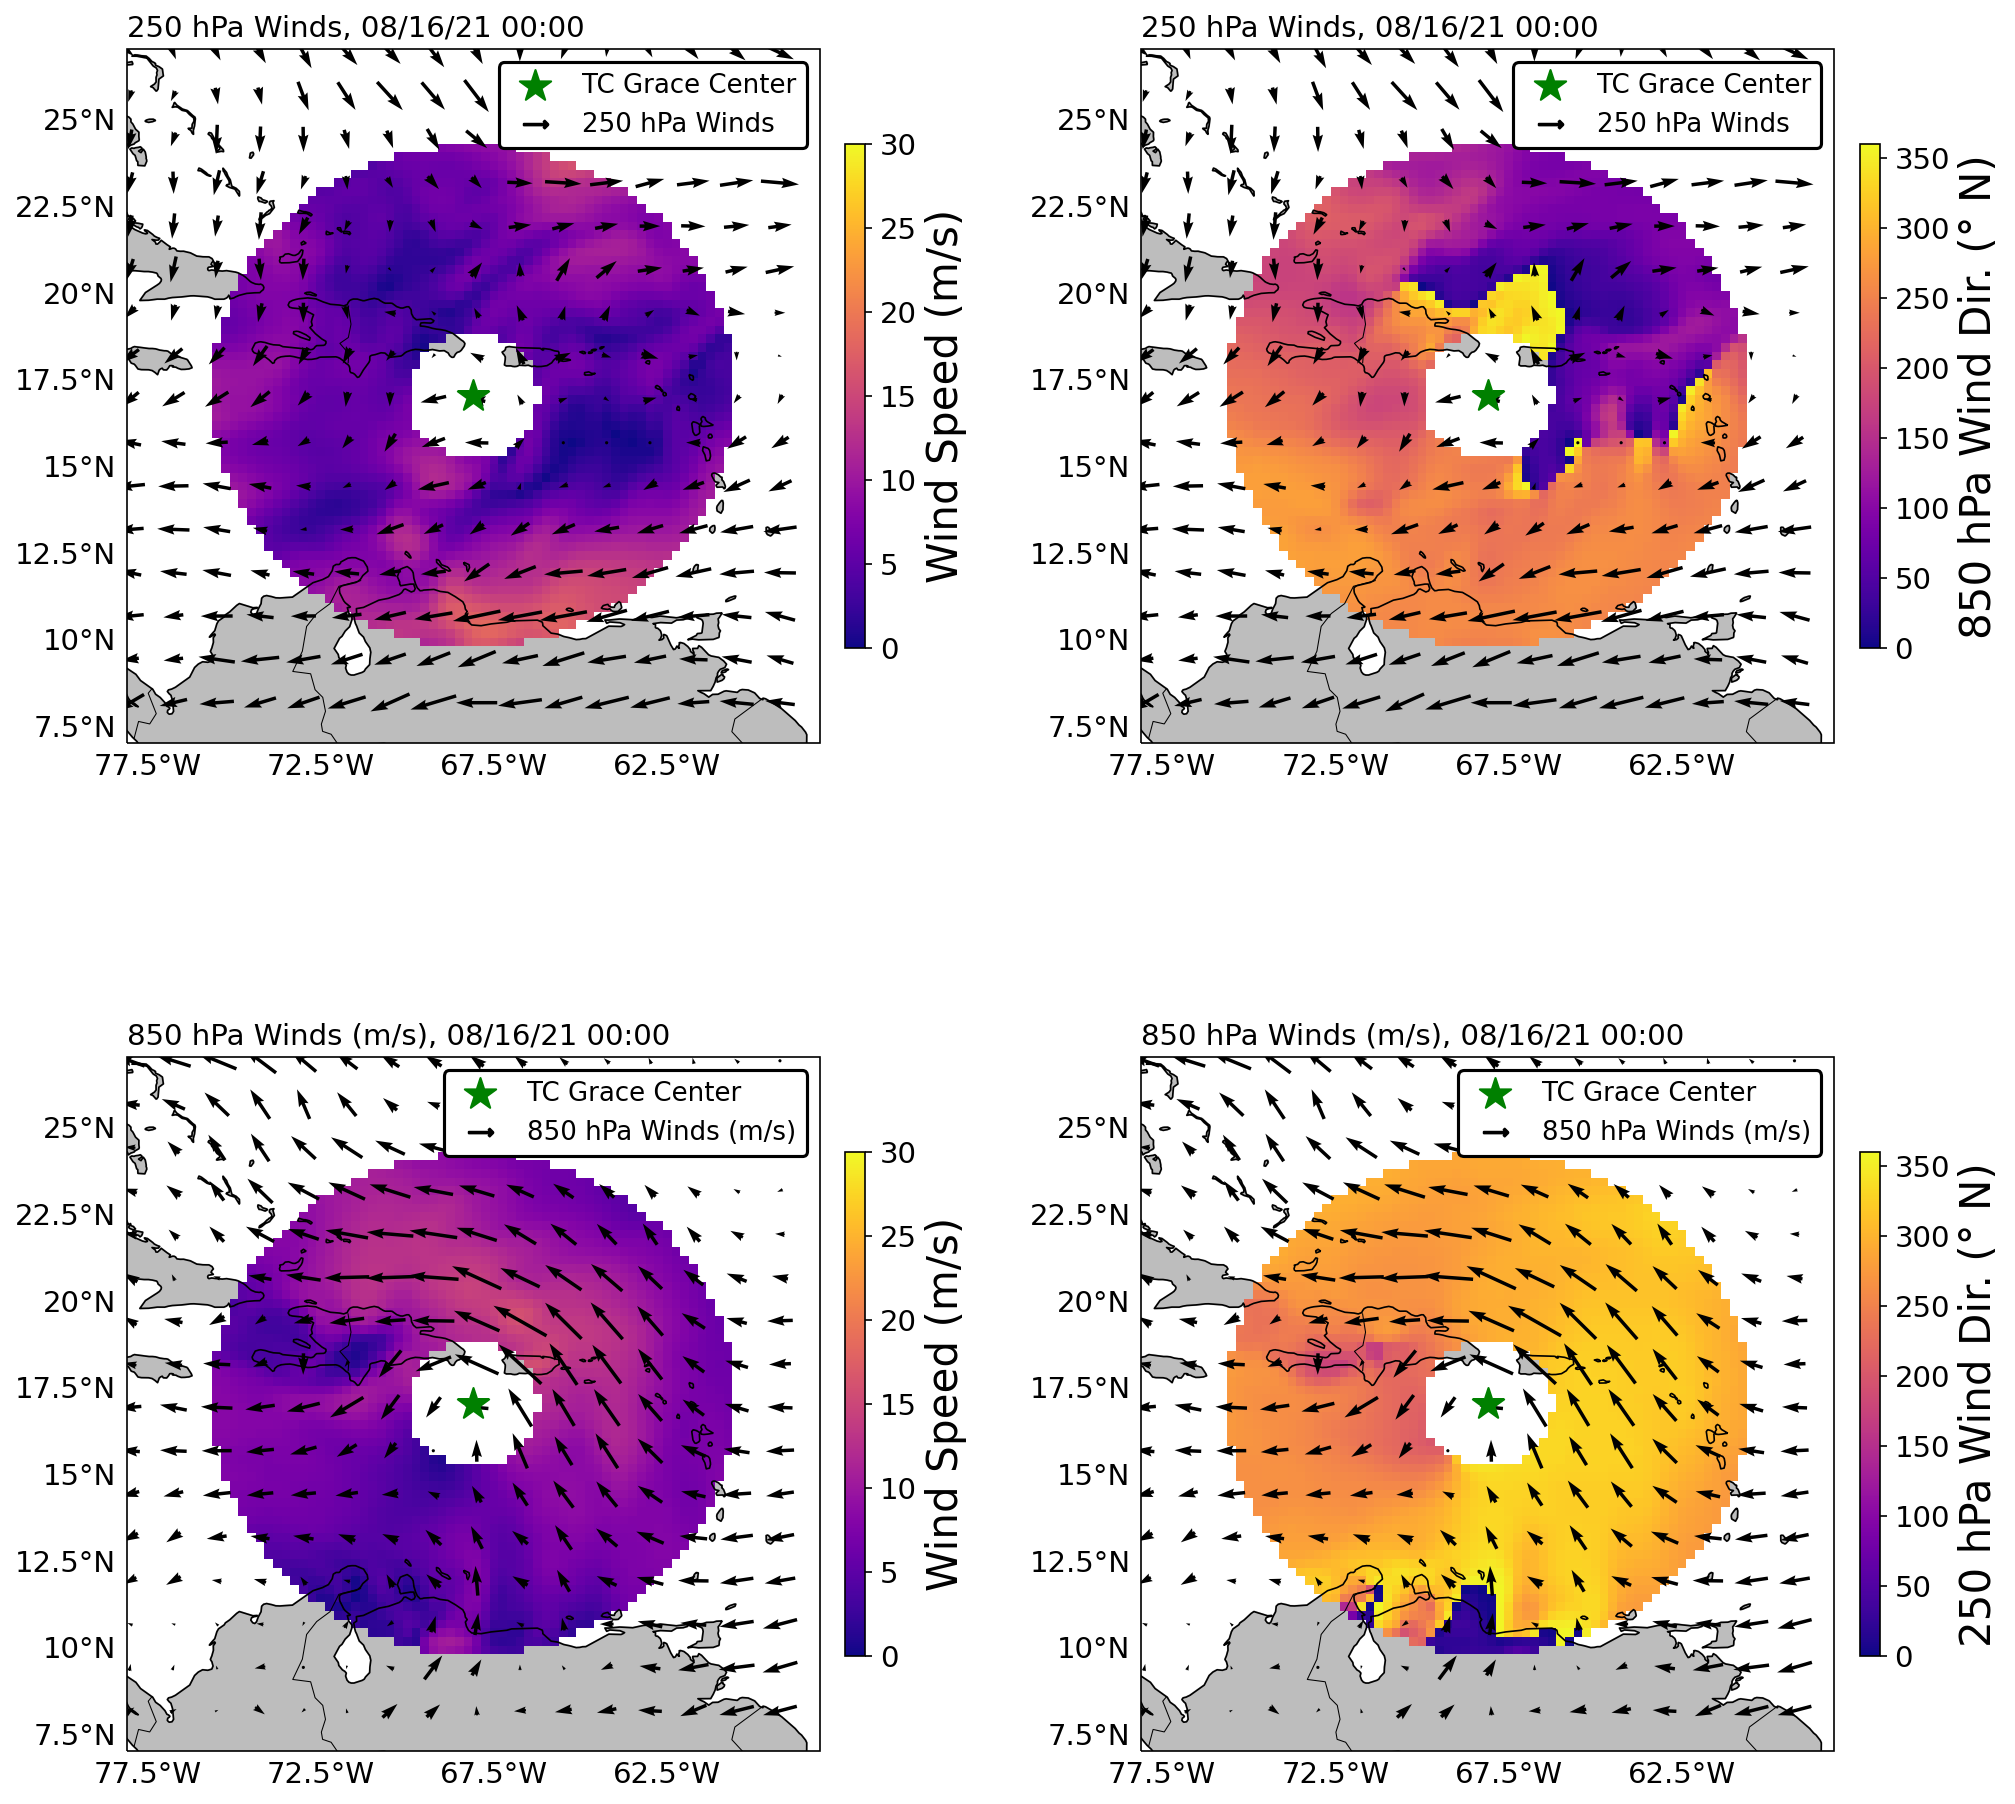 250 hPa Winds, 08/16/21 00:00
TC Grace Center
250 hPa Winds
25°N
22.5°N
20°N
17.5°N
15°N
12.5°N
10°N
7.5°N
77.5°W 72.5°W 67.5°W 62.5°W
30
25
20
15
10
5
0
Wind Speed (m/s)
250 hPa Winds, 08/16/21 00:00
TC Grace Center
250 hPa Winds
25°N
22.5°N
20°N
17.5°N
15°N
12.5°N
10°N
7.5°N
77.5°W 72.5°W 67.5°W 62.5°W
350
300
250
200
150
100
50
0
850 hPa Wind Dir. (° N)
850 hPa Winds (m/s), 08/16/21 00:00
TC Grace Center
850 hPa Winds (m/s)
25°N
22.5°N
20°N
17.5°N
15°N
12.5°N
10°N
7.5°N
77.5°W 72.5°W 67.5°W 62.5°W
30
25
20
15
10
5
0
Wind Speed (m/s)
850 hPa Winds (m/s), 08/16/21 00:00
TC Grace Center
850 hPa Winds (m/s)
25°N
22.5°N
20°N
17.5°N
15°N
12.5°N
10°N
7.5°N
77.5°W 72.5°W 67.5°W 62.5°W
350
300
250
200
150
100
50
0
250 hPa Wind Dir. (° N)